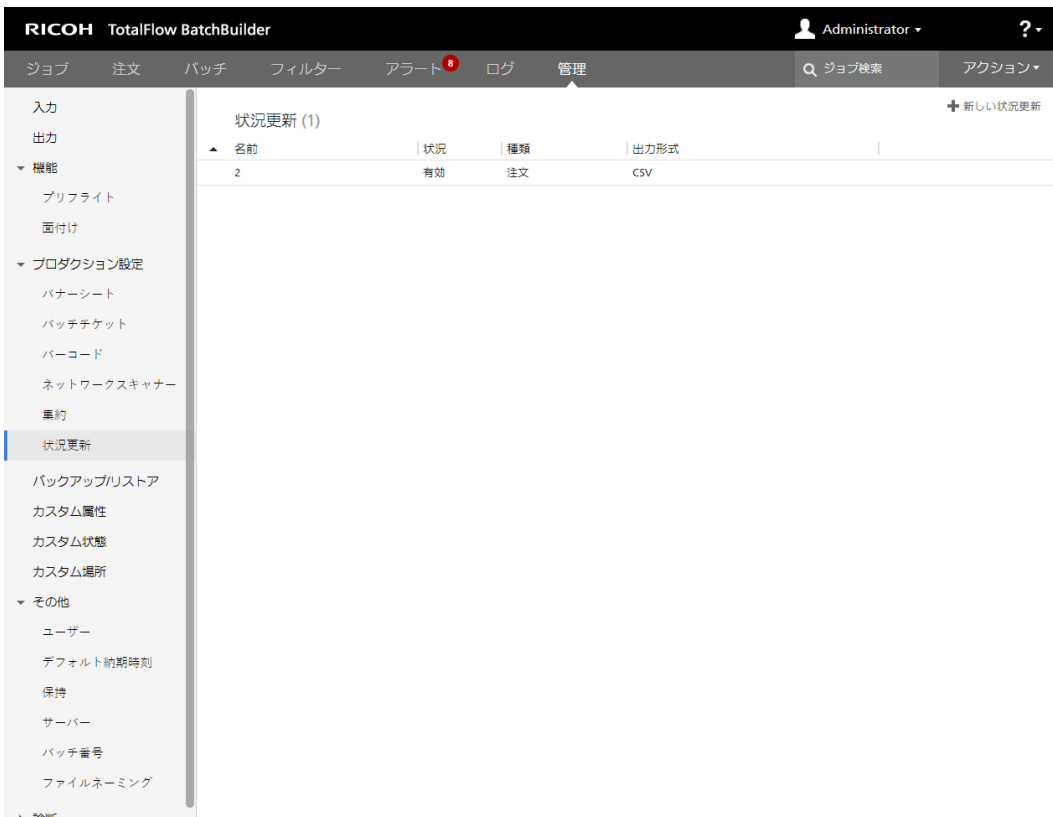 RICOH TotalFlow BatchBuilder Administrator ?
ジョブ 注文 バッチ フィルター アラート 8 ログ 管理 ジョブ検索 アクション
入力
出力
機能
プリフライト
面付け
プロダクション設定
バナーシート
バッチチケット
バーコード
ネットワークスキャナー
集約
状況更新
バックアップ/リストア
カスタム属性
カスタム状態
カスタム場所
その他
ユーザー
デフォルト納期時刻
保持
サーバー
バッチ番号
ファイルネーミング
新しい状況更新
状況更新 (1)
名前 状況 種類 出力形式
2 有効 注文 CSV